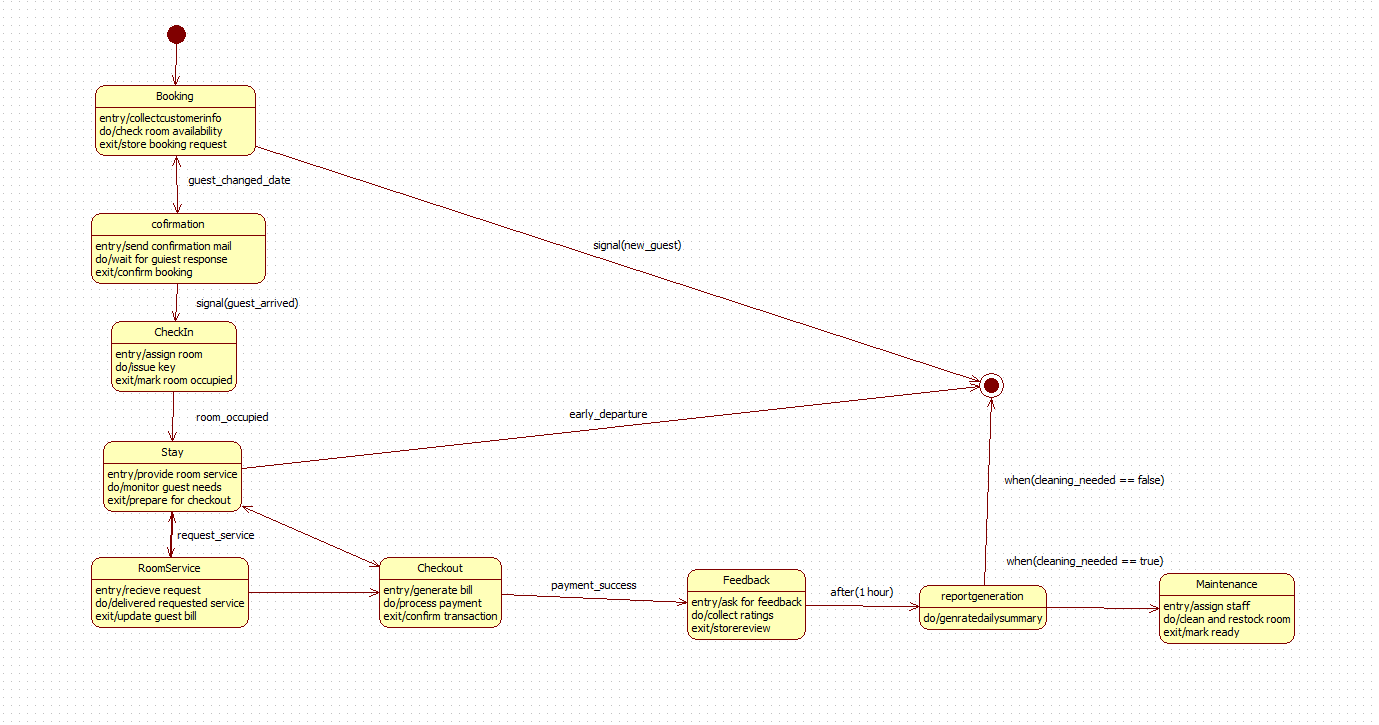 Booking
entry/collectcustomerinfo
do/check room availability
exit/store booking request
guest_changed_date
signal(new_guest)
cofirmation
entry/send confirmation mail
do/wait for guiest response
exit/confirm booking
signal(guest_arrived)
CheckIn
entry/assign room
do/issue key
exit/mark room occupied
room_occupied
early_departure
Stay
entry/provide room service
do/monitor guest needs
exit/prepare for checkout
when(cleaning_needed == false)
request_service
RoomService
entry/recieve request
do/delivered requested service
exit/update guest bill
Checkout
entry/generate bill
do/process payment
exit/confirm transaction
payment_success
Feedback
entry/ask for feedback
do/collect ratings
exit/storereview
after(1 hour)
reportgeneration
do/genratedailysummary
when(cleaning_needed == true)
Maintenance
entry/assign staff
do/clean and restock room
exit/mark ready